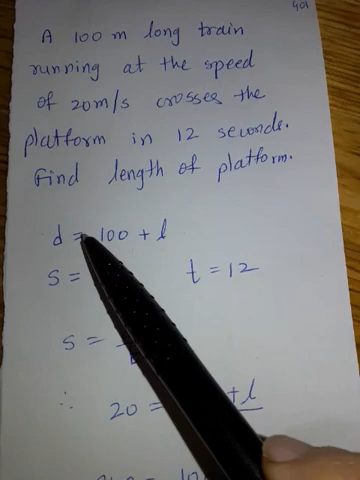 401
A 100 m long train
running at the speed
of 20m/s crosses the
platform in 12 seconds.
Find length of platform.
d = 100 + l
s = t = 12
s =
∴ 20 = + l